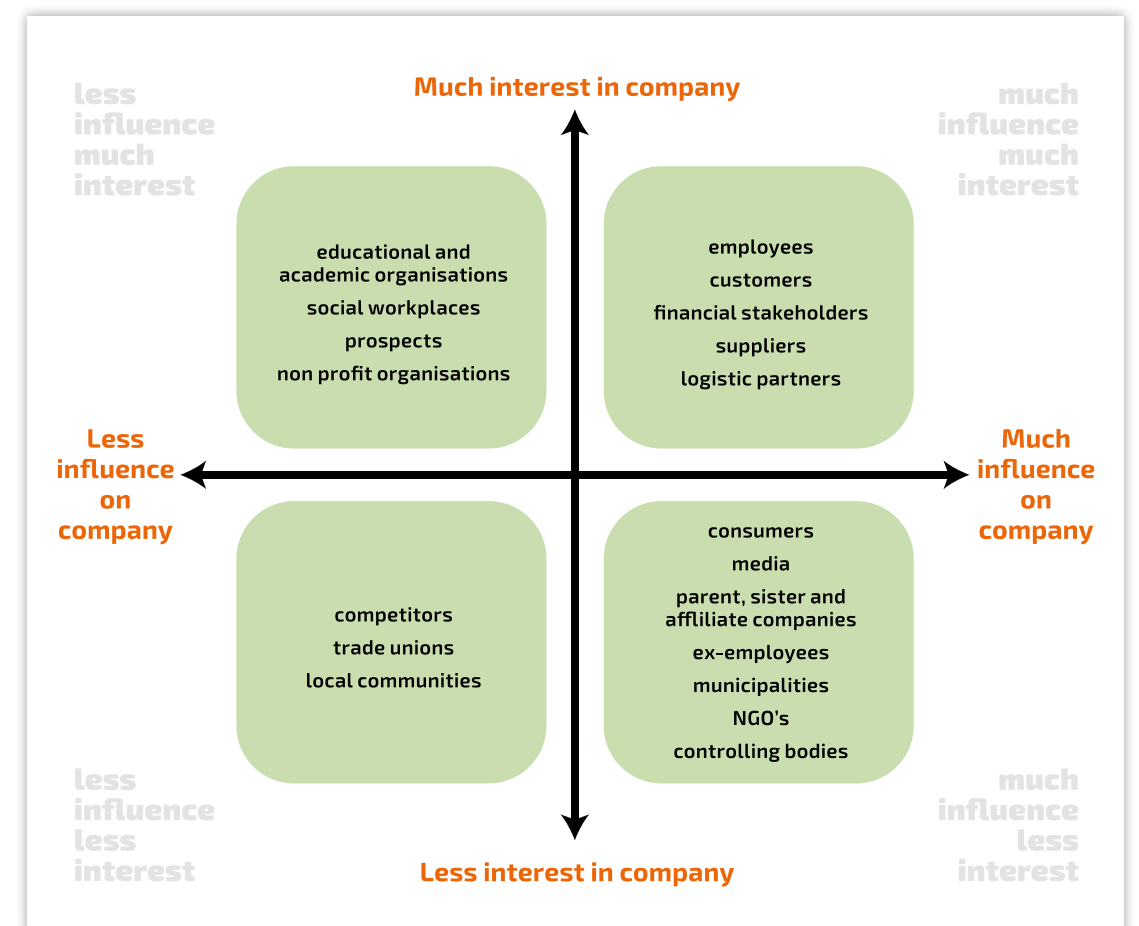 Much interest in company
less
influence
much
interest
much
influence
much
interest
educational and
academic organisations
social workplaces
prospects
non profit organisations
employees
customers
financial stakeholders
suppliers
logistic partners
Less
influence
on
company
Much
influence
on
company
competitors
trade unions
local communities
consumers
media
parent, sister and
affliliate companies
ex-employees
municipalities
NGO's
controlling bodies
less
influence
less
interest
much
influence
less
interest
Less interest in company